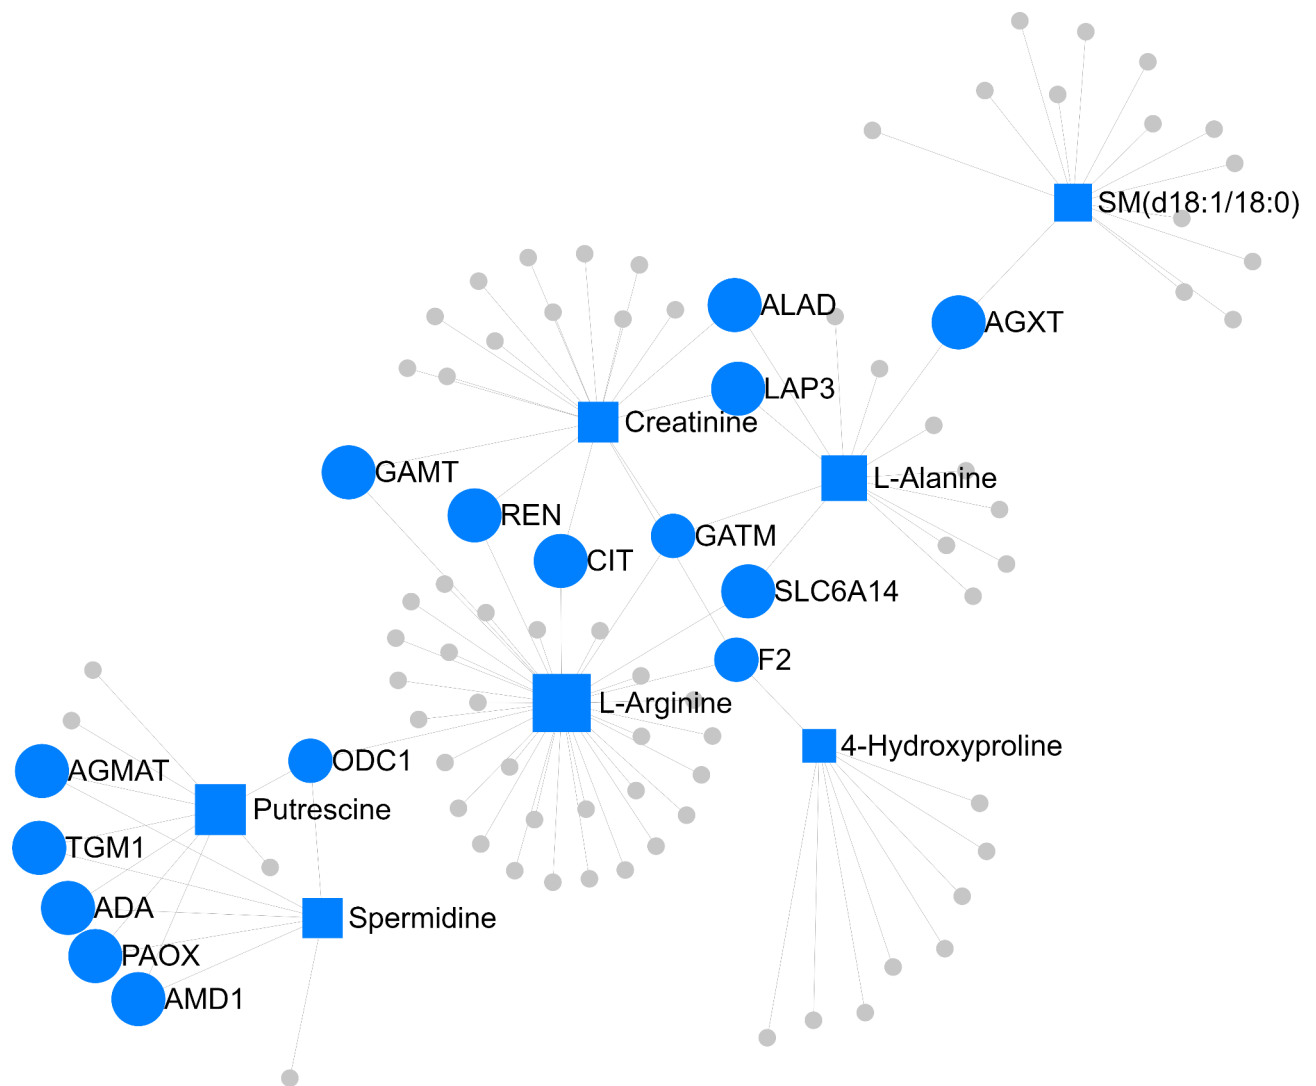 SM(d18:1/18:0)
ALAD
AGXT
LAP3
Creatinine
GAMT
L-Alanine
REN
GATM
CIT
SLC6A14
F2
L-Arginine
4-Hydroxyproline
ODC1
AGMAT
Putrescine
TGM1
ADA
Spermidine
PAOX
AMD1